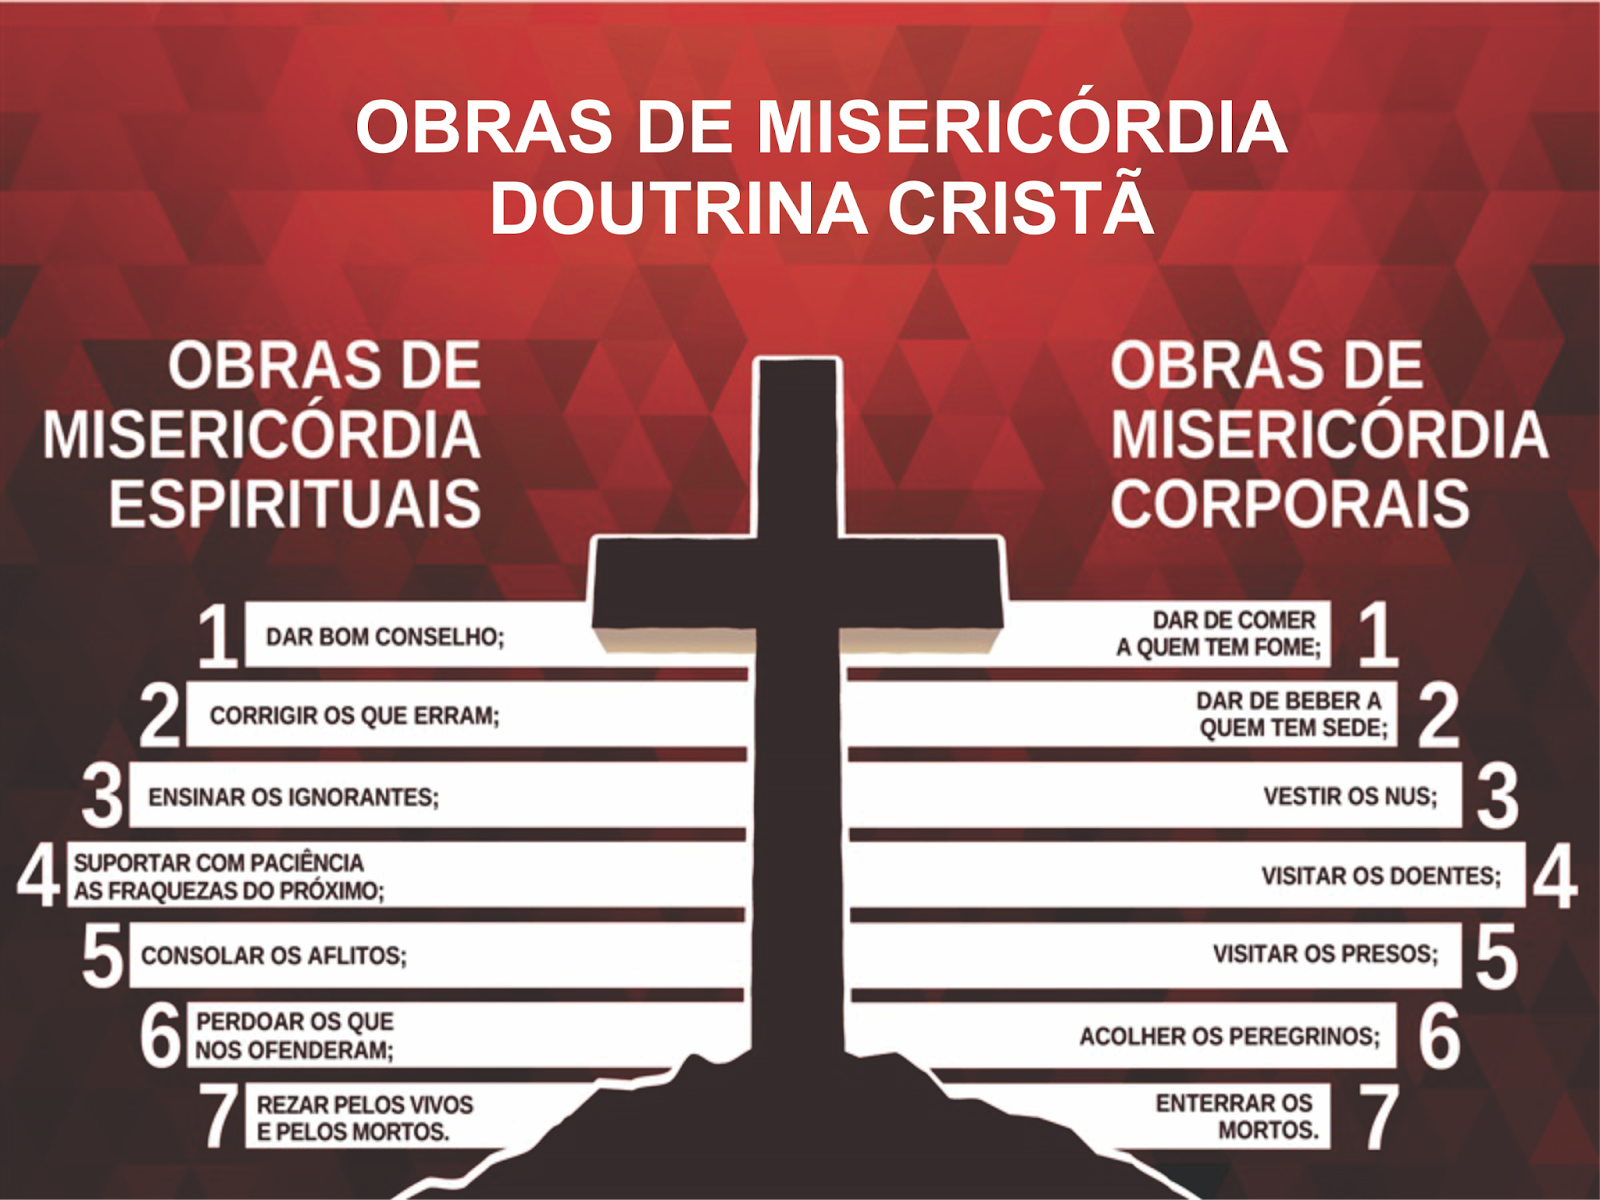 OBRAS DE MISERICÓRDIA
DOUTRINA CRISTÃ
OBRAS DE
MISERICÓRDIA
ESPIRITUAIS
1 DAR BOM CONSELHO;
2 CORRIGIR OS QUE ERRAM;
3 ENSINAR OS IGNORANTES;
4 SUPORTAR COM PACIÊNCIA
AS FRAQUEZAS DO PRÓXIMO;
5 CONSOLAR OS AFLITOS;
6 PERDOAR OS QUE
NOS OFENDERAM;
7 REZAR PELOS VIVOS
E PELOS MORTOS.
OBRAS DE
MISERICÓRDIA
CORPORAIS
DAR DE COMER
A QUEM TEM FOME; 1
DAR DE BEBER A
QUEM TEM SEDE; 2
VESTIR OS NUS; 3
VISITAR OS DOENTES; 4
VISITAR OS PRESOS; 5
ACOLHER OS PEREGRINOS; 6
ENTERRAR OS
MORTOS. 7